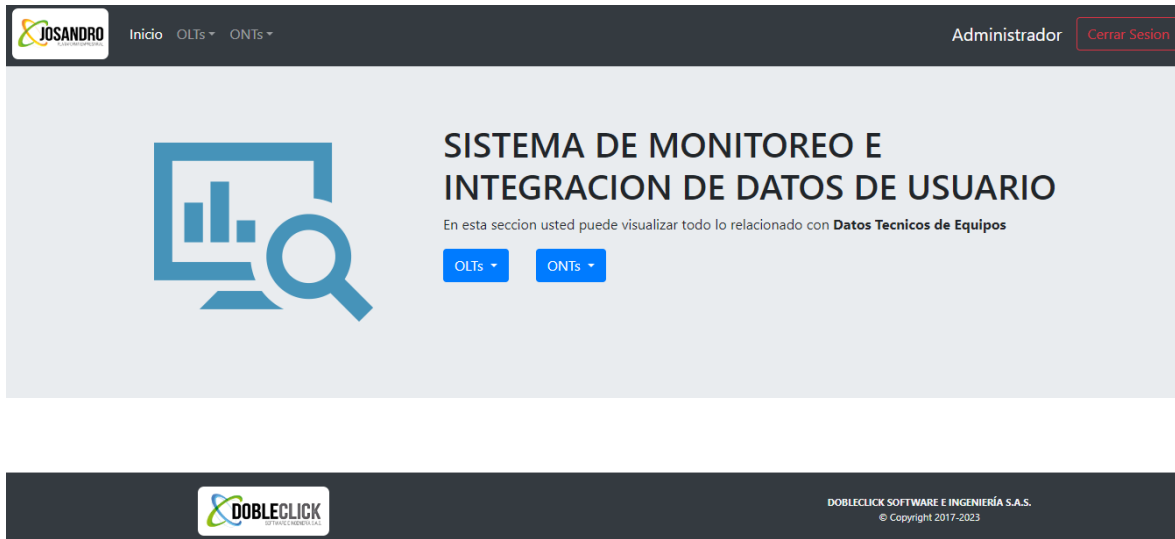 JOSANDRO
Inicio OLTs ONTs
Administrador
Cerrar Sesion
SISTEMA DE MONITOREO E
INTEGRACION DE DATOS DE USUARIO
En esta seccion usted puede visualizar todo lo relacionado con Datos Tecnicos de Equipos
OLTs ONTs
DOBLECLICK
SOFTWARE E INGENIERÍA S.A.S.
DOBLECLICK SOFTWARE E INGENIERÍA S.A.S.
© Copyright 2017-2023